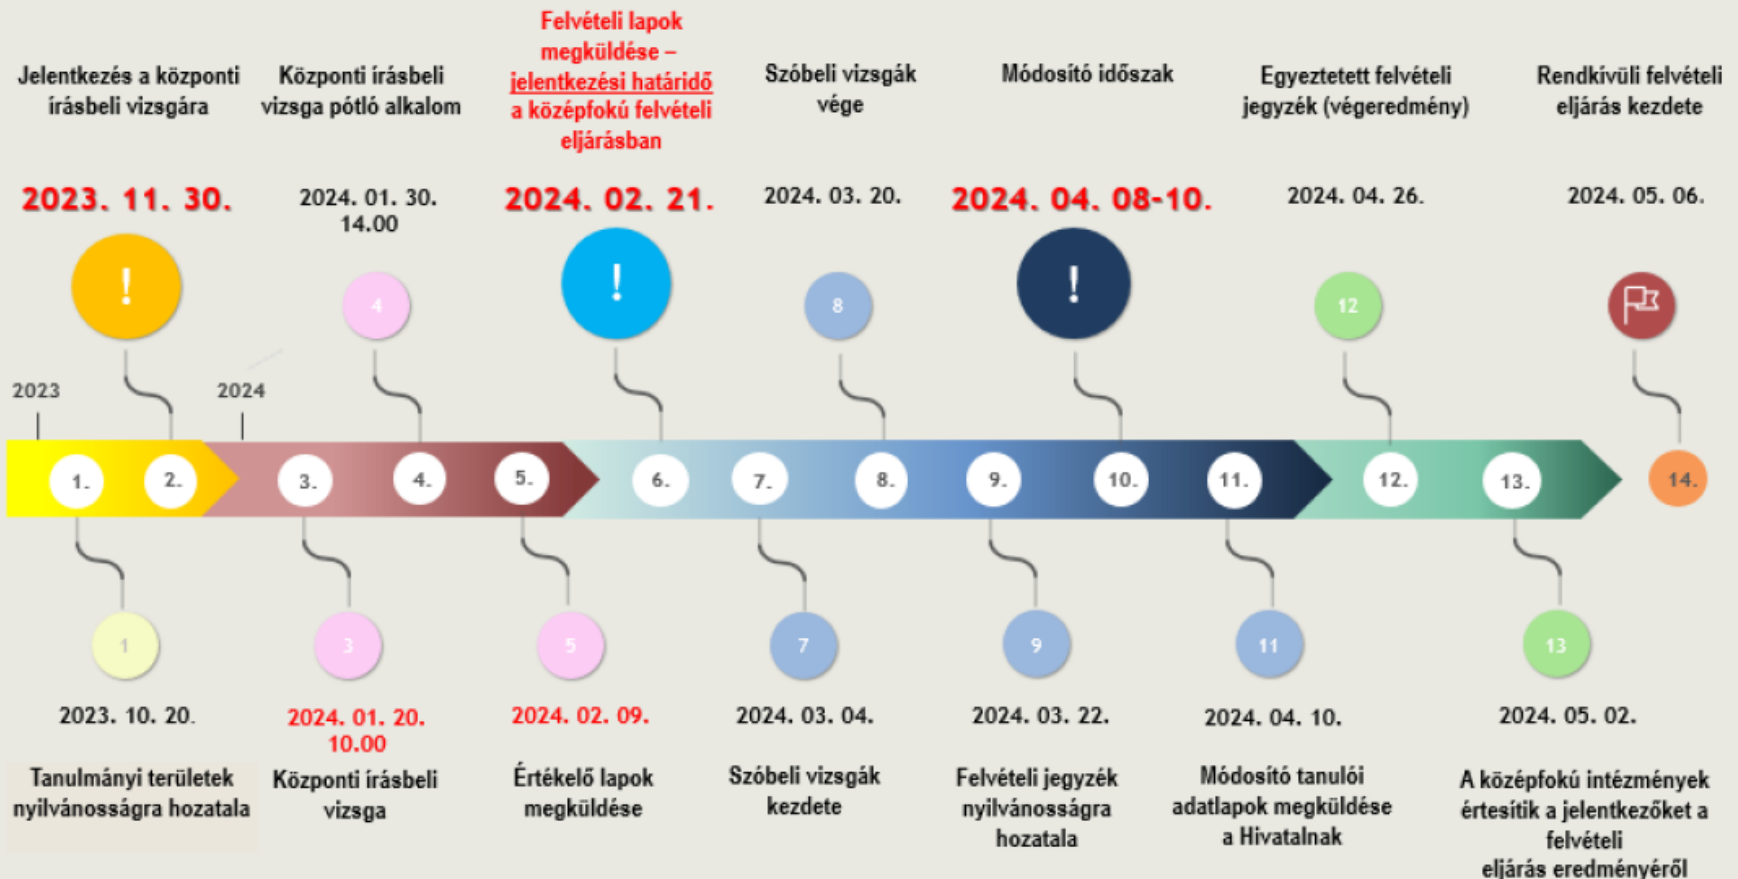 Jelentkezés a központi
írásbeli vizsgára
2023. 11. 30.
!
Központi írásbeli
vizsga pótló alkalom
2024. 01. 30.
14.00
4
Felvételi lapok
megküldése –
jelentkezési határidő
a középfokú felvételi
eljárásban
2024. 02. 21.
!
Szóbeli vizsgák
vége
2024. 03. 20.
8
Módosító időszak
2024. 04. 08-10.
!
Egyeztetett felvételi
jegyzék (végeredmény)
2024. 04. 26.
12
Rendkívüli felvételi
eljárás kezdete
2024. 05. 06.
2023
2024
1.
2.
3.
4.
5.
6.
7.
8.
9.
10.
11.
12.
13.
14.
1
2023. 10. 20.
Tanulmányi területek
nyilvánosságra hozatala
3
2024. 01. 20.
10.00
Központi írásbeli
vizsga
5
2024. 02. 09.
Értékelő lapok
megküldése
7
2024. 03. 04.
Szóbeli vizsgák
kezdete
9
2024. 03. 22.
Felvételi jegyzék
nyilvánosságra
hozatala
11
2024. 04. 10.
Módosító tanulói
adatlapok megküldése
a Hivatalnak
13
2024. 05. 02.
A középfokú intézmények
értesítik a jelentkezőket a
felvételi
eljárás eredményéről